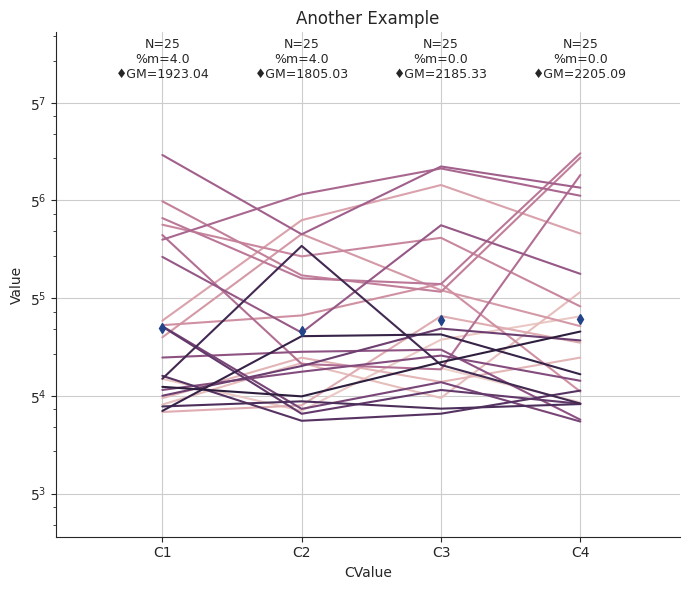 Another Example
N=25 N=25 N=25 N=25
%m=4.0 %m=4.0 %m=0.0 %m=0.0
♦GM=1923.04 ♦GM=1805.03 ♦GM=2185.33 ♦GM=2205.09
5⁷
5⁶
5⁵
5⁴
5³
Value
C1 C2 C3 C4
CValue